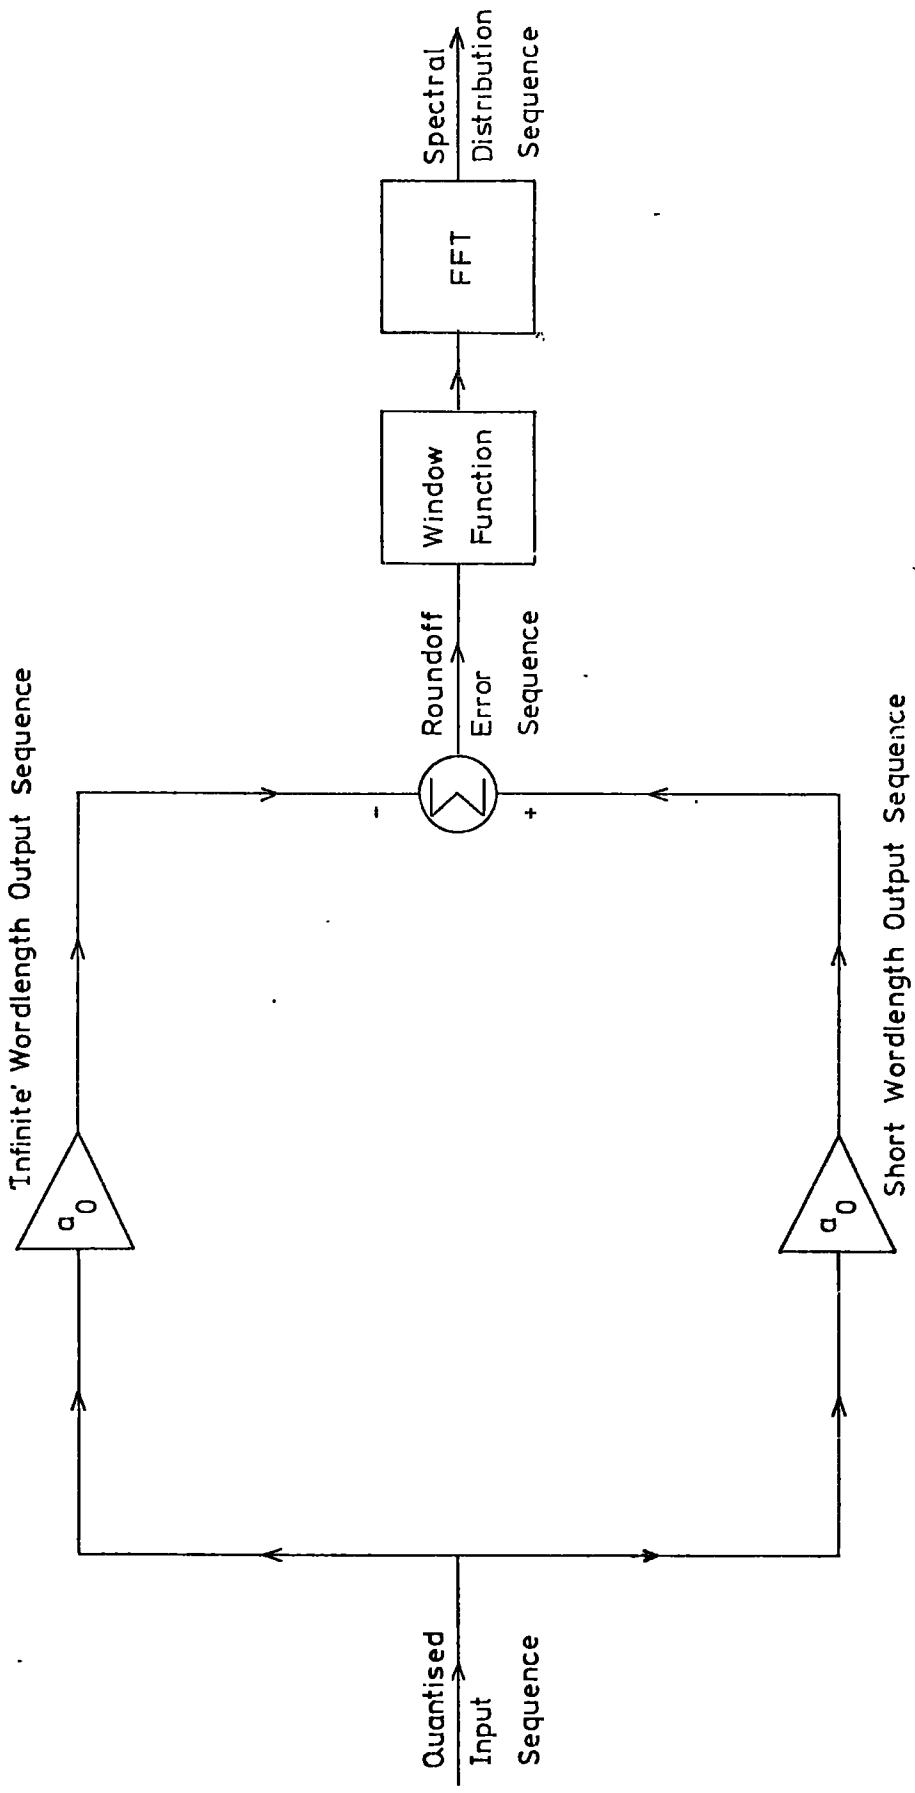 'Infinite' Wordlength Output Sequence
a0
Quantised
Input
Sequence
-
Σ
+
Roundoff
Error
Sequence
Window
Function
FFT
Spectral
Distribution
Sequence
a0
Short Wordlength Output Sequence